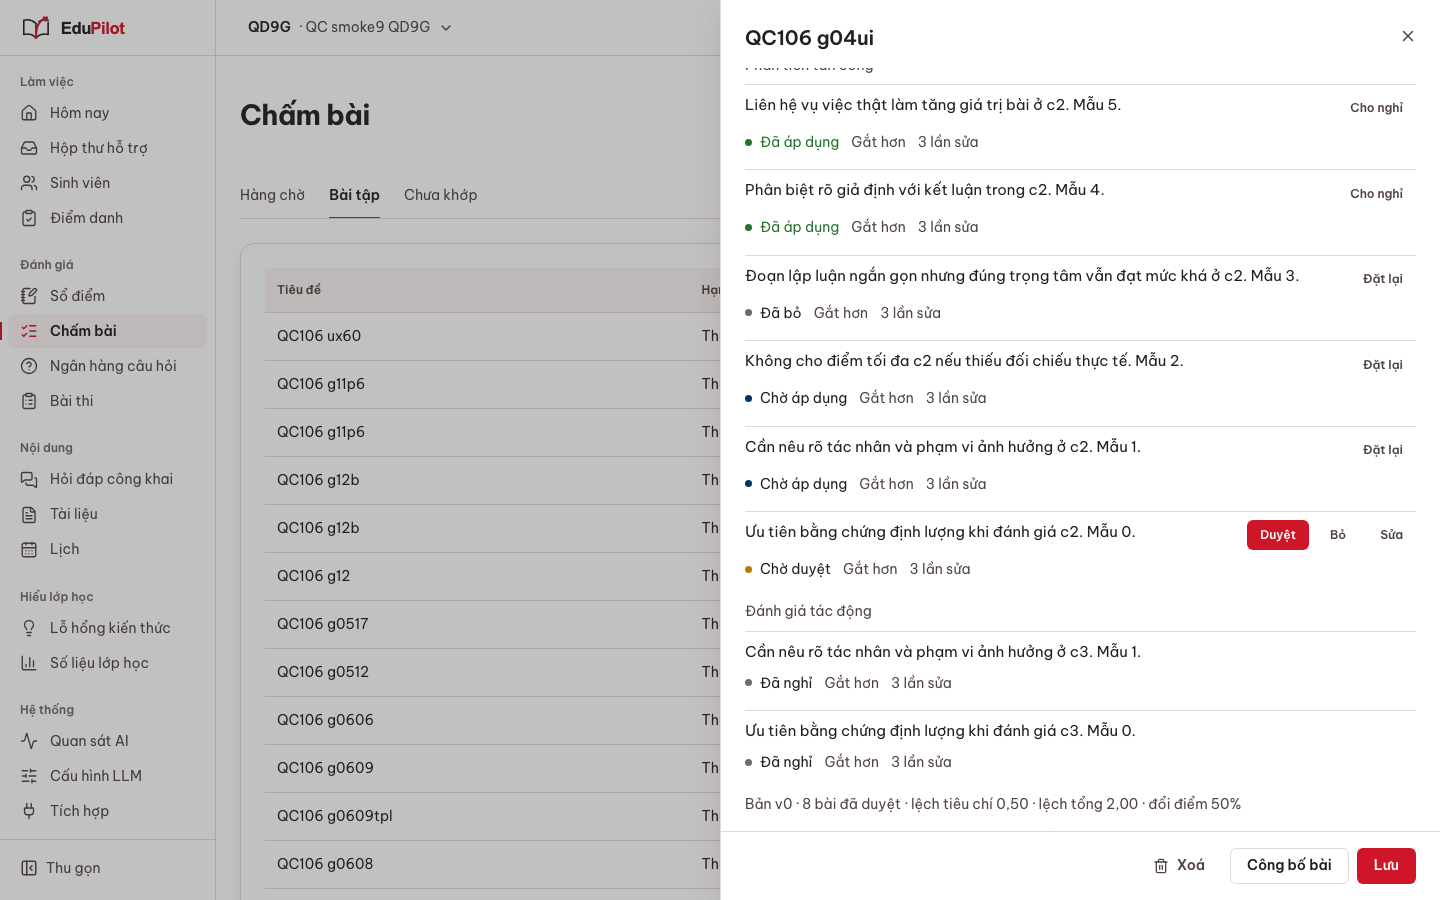 EduPilot
QD9G · QC smoke9 QD9G
Làm việc
Hôm nay
Hộp thư hỗ trợ
Sinh viên
Điểm danh
Đánh giá
Sổ điểm
Chấm bài
Ngân hàng câu hỏi
Bài thi
Nội dung
Hỏi đáp công khai
Tài liệu
Lịch
Hiểu lớp học
Lỗ hổng kiến thức
Số liệu lớp học
Hệ thống
Quan sát AI
Cấu hình LLM
Tích hợp
Thu gọn
Chấm bài
Hàng chờ Bài tập Chưa khớp
Tiêu đề
QC106 ux60
QC106 g11p6
QC106 g11p6
QC106 g12b
QC106 g12b
QC106 g12
QC106 g0517
QC106 g0512
QC106 g0606
QC106 g0609
QC106 g0609tpl
QC106 g0608
QC106 g04ui
Liên hệ vụ việc thật làm tăng giá trị bài ở c2. Mẫu 5.
Cho nghỉ
Đã áp dụng Gắt hơn 3 lần sửa
Phân biệt rõ giả định với kết luận trong c2. Mẫu 4.
Cho nghỉ
Đã áp dụng Gắt hơn 3 lần sửa
Đoạn lập luận ngắn gọn nhưng đúng trọng tâm vẫn đạt mức khá ở c2. Mẫu 3.
Đặt lại
Đã bỏ Gắt hơn 3 lần sửa
Không cho điểm tối đa c2 nếu thiếu đối chiếu thực tế. Mẫu 2.
Đặt lại
Chờ áp dụng Gắt hơn 3 lần sửa
Cần nêu rõ tác nhân và phạm vi ảnh hưởng ở c2. Mẫu 1.
Đặt lại
Chờ áp dụng Gắt hơn 3 lần sửa
Ưu tiên bằng chứng định lượng khi đánh giá c2. Mẫu 0.
Duyệt Bỏ Sửa
Chờ duyệt Gắt hơn 3 lần sửa
Đánh giá tác động
Cần nêu rõ tác nhân và phạm vi ảnh hưởng ở c3. Mẫu 1.
Đã nghỉ Gắt hơn 3 lần sửa
Ưu tiên bằng chứng định lượng khi đánh giá c3. Mẫu 0.
Đã nghỉ Gắt hơn 3 lần sửa
Bản v0 · 8 bài đã duyệt · lệch tiêu chí 0,50 · lệch tổng 2,00 · đổi điểm 50%
Xoá Công bố bài Lưu